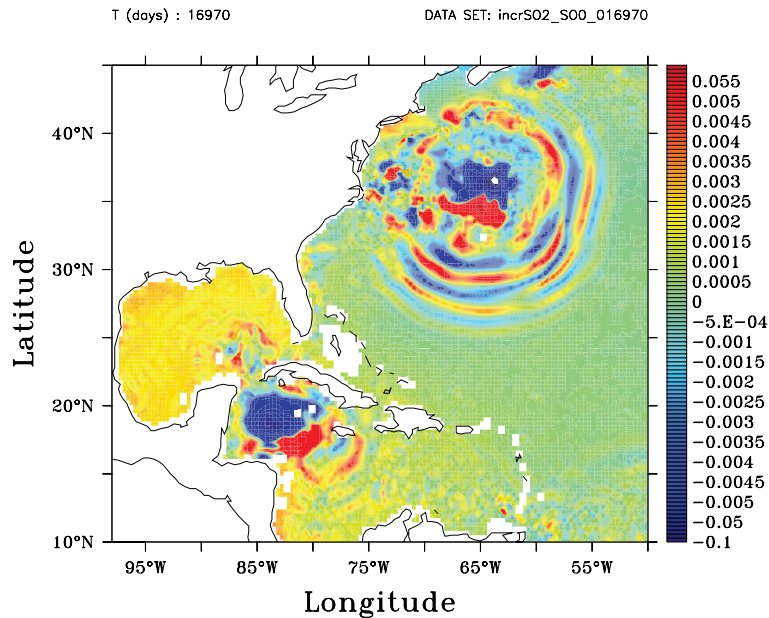 T (days) : 16970
DATA SET: incrSO2_S00_016970
40°N
30°N
20°N
10°N
Latitude
95°W
85°W
75°W
65°W
55°W
Longitude
0.055
0.005
0.0045
0.004
0.0035
0.003
0.0025
0.002
0.0015
0.001
0.0005
0
−5.E−04
−0.001
−0.0015
−0.002
−0.0025
−0.003
−0.0035
−0.004
−0.0045
−0.005
−0.05
−0.1